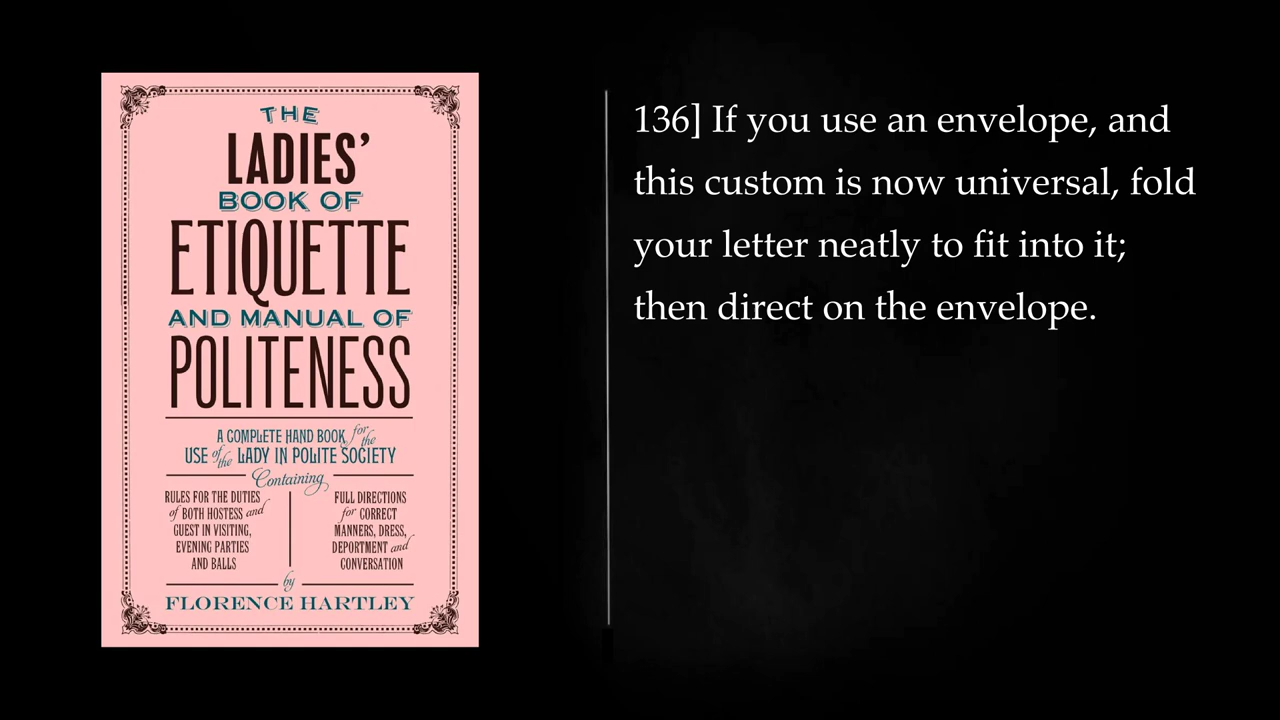 THE
LADIES'
BOOK OF
ETIQUETTE
AND MANUAL OF
POLITENESS
A COMPLETE HAND BOOK for the
USE of the LADY IN POLITE SOCIETY
Containing
RULES FOR THE DUTIES
of BOTH HOSTESS and
GUEST IN VISITING,
EVENING PARTIES
AND BALLS
FULL DIRECTIONS
for CORRECT
MANNERS, DRESS,
DEPORTMENT and
CONVERSATION
by
FLORENCE HARTLEY
136] If you use an envelope, and
this custom is now universal, fold
your letter neatly to fit into it;
then direct on the envelope.